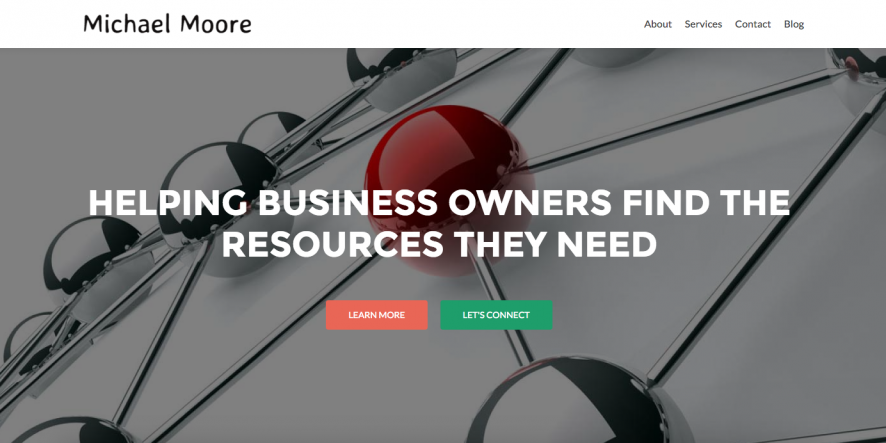 Michael Moore
About Services Contact Blog
HELPING BUSINESS OWNERS FIND THE
RESOURCES THEY NEED
LEARN MORE LET'S CONNECT